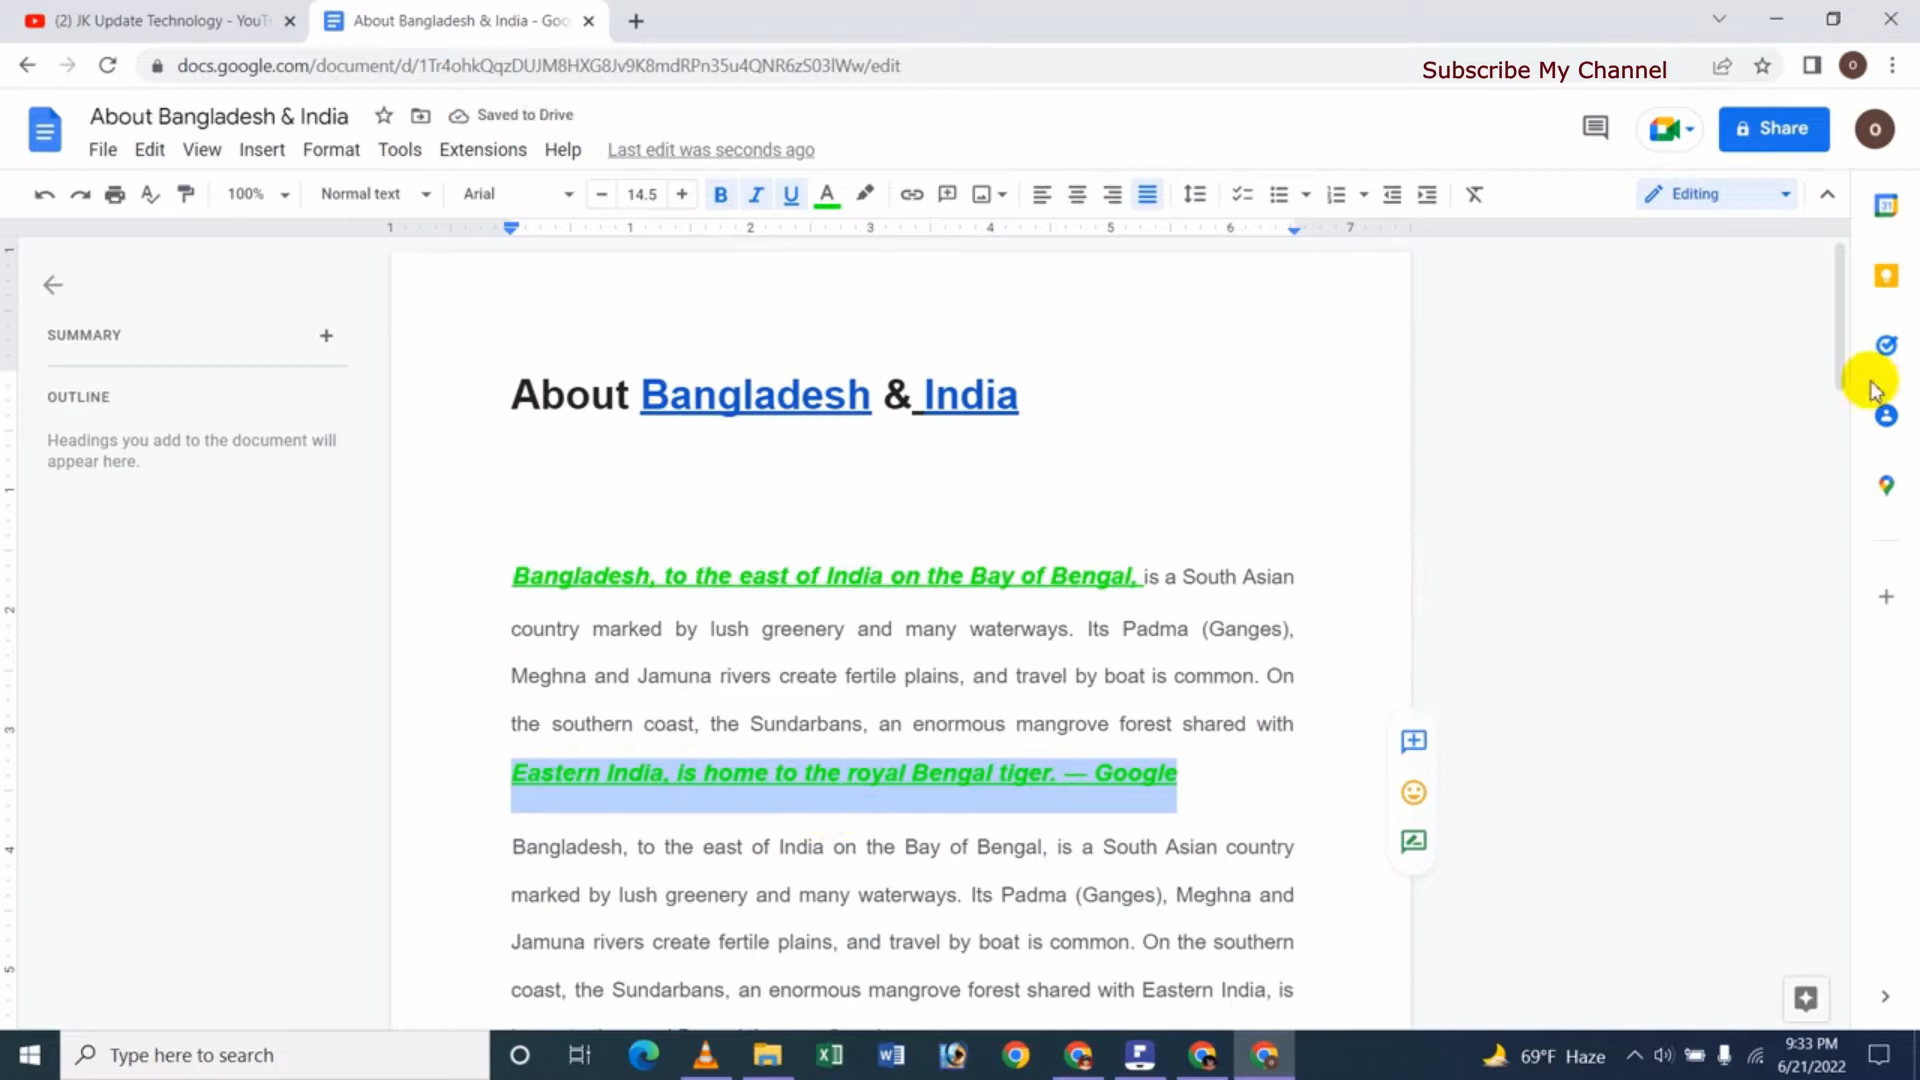 (2) JK Update Technology - YouT
About Bangladesh & India - Goo
docs.google.com/document/d/1Tr4ohkQqzDUJM8HXG8Jv9K8mdRPn35u4QNR6zS03lWw/edit
Subscribe My Channel
About Bangladesh & India
Saved to Drive
File Edit View Insert Format Tools Extensions Help Last edit was seconds ago
Share
O
100% Normal text Arial 14.5 B I U A Editing
1 1 2 3 4 5 6 7
SUMMARY
OUTLINE
Headings you add to the document will
appear here.
About Bangladesh & India
Bangladesh, to the east of India on the Bay of Bengal, is a South Asian
country marked by lush greenery and many waterways. Its Padma (Ganges),
Meghna and Jamuna rivers create fertile plains, and travel by boat is common. On
the southern coast, the Sundarbans, an enormous mangrove forest shared with
Eastern India, is home to the royal Bengal tiger. — Google
Bangladesh, to the east of India on the Bay of Bengal, is a South Asian country
marked by lush greenery and many waterways. Its Padma (Ganges), Meghna and
Jamuna rivers create fertile plains, and travel by boat is common. On the southern
coast, the Sundarbans, an enormous mangrove forest shared with Eastern India, is
Type here to search
69°F Haze
9:33 PM
6/21/2022